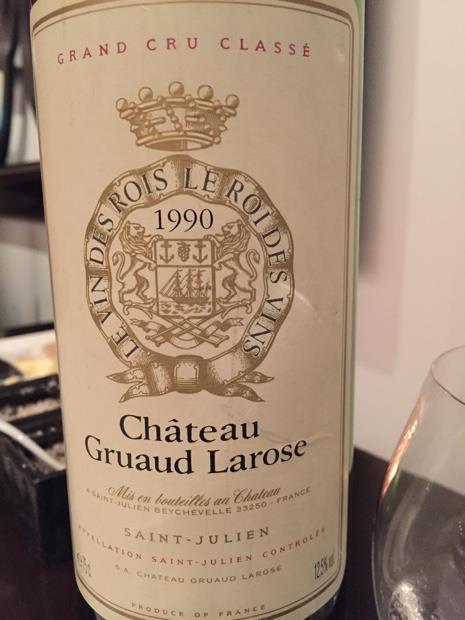 GRAND CRU CLASSÉ
LE VIN DES ROIS LE ROI DES VINS
1990
Château
Gruaud Larose
Mis en bouteilles au Chateau
A SAINT-JULIEN BEYCHEVELLE 33250 - FRANCE
SAINT-JULIEN
APPELLATION SAINT-JULIEN CONTROLÉE
S.A. CHATEAU GRUAUD LAROSE
12,5% vol.
PRODUCE OF FRANCE